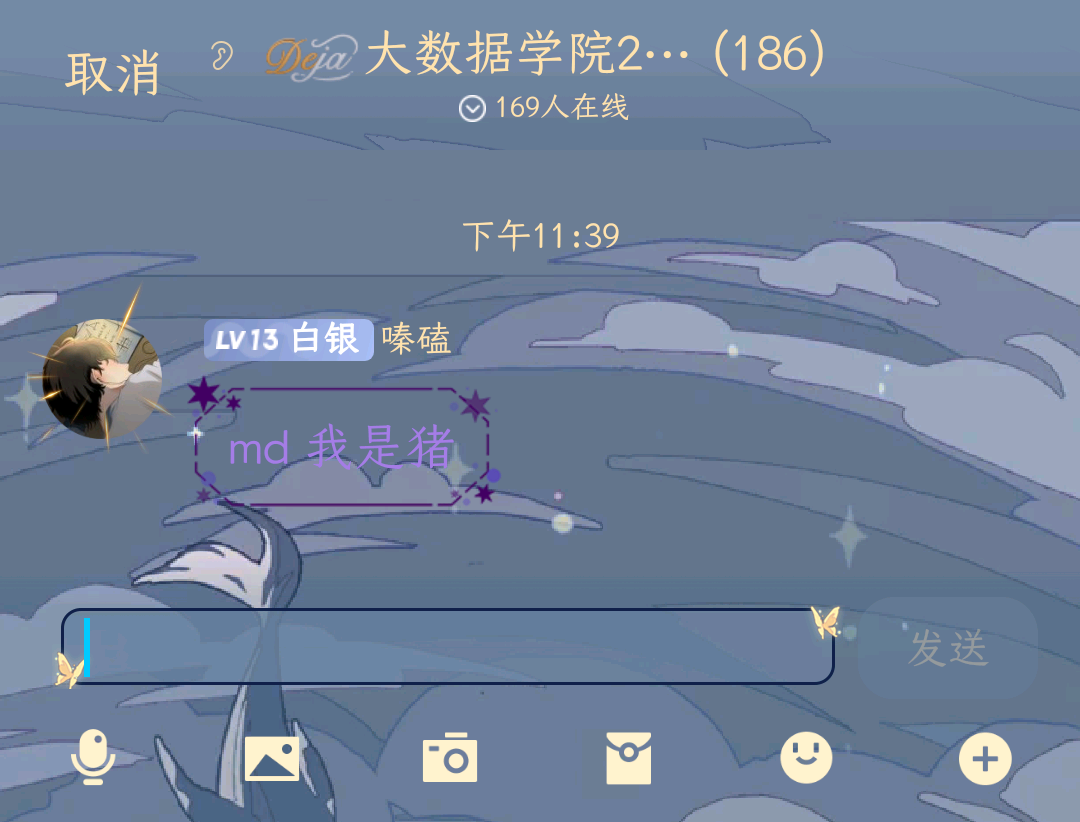 取消
Deja 大数据学院2… (186)
169人在线
下午11:39
LV13 白银 嗪磕
md 我是猪
发送